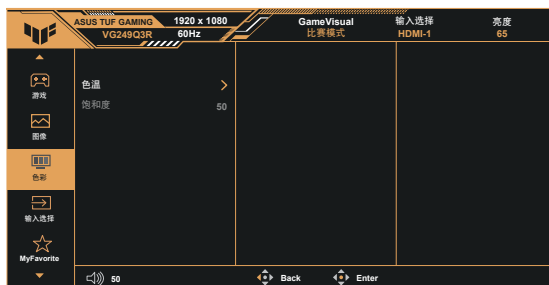 ASUS TUF GAMING 1920 x 1080
VG249Q3R 60Hz
GameVisual
比赛模式
输入选择
HDMI-1
亮度
65
游戏
图像
色彩
输入选择
MyFavorite
色温
饱和度 50
50
Back
Enter